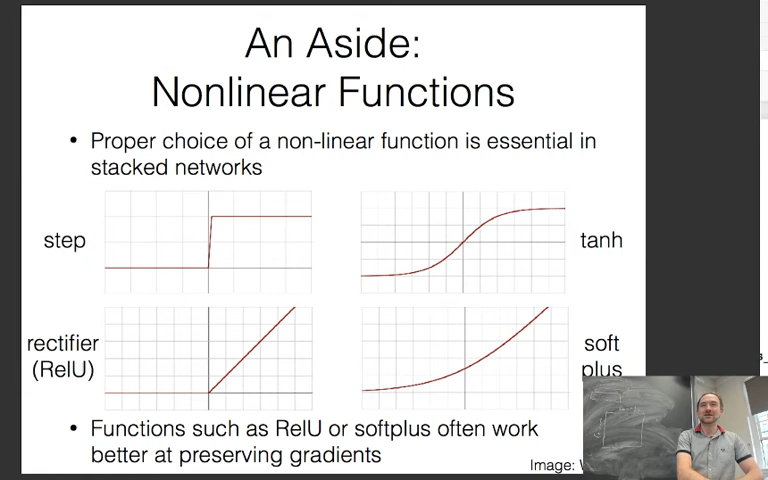 An Aside:
Nonlinear Functions
• Proper choice of a non-linear function is essential in
stacked networks
step
tanh
rectifier
(RelU)
soft
plus
• Functions such as RelU or softplus often work
better at preserving gradients
Image: